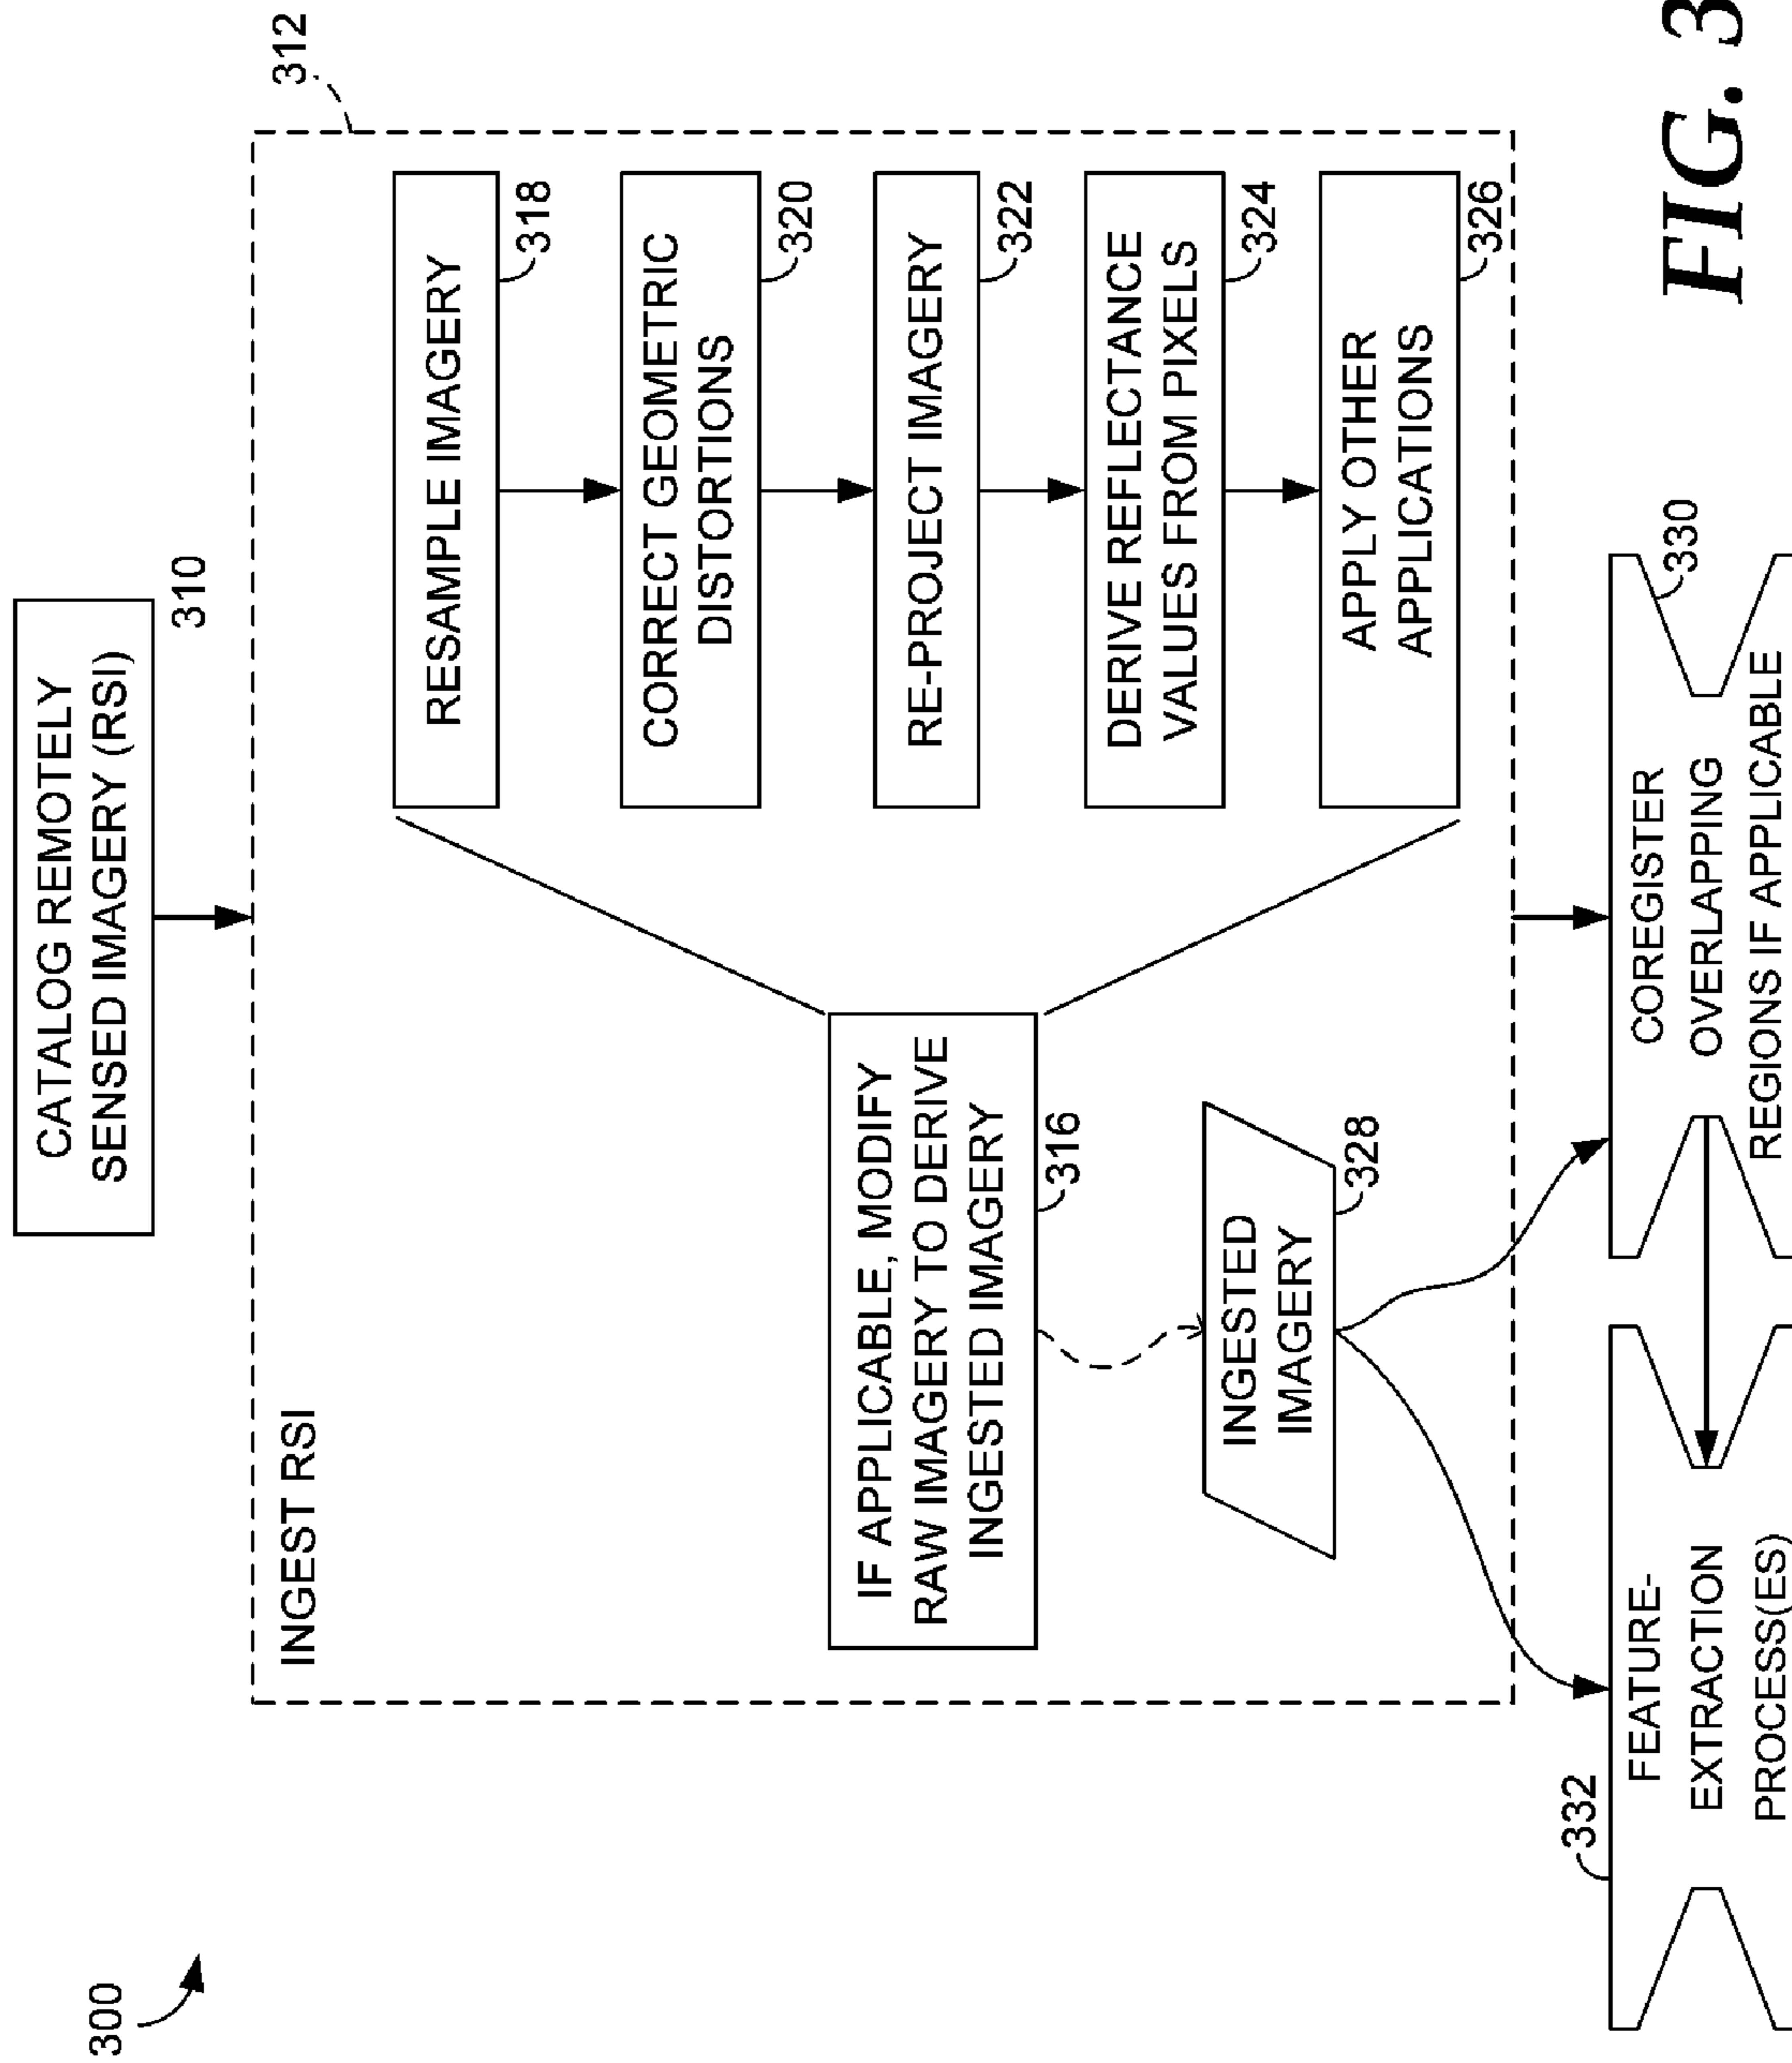 300
CATALOG REMOTELY
SENSED IMAGERY (RSI)
310
312
INGEST RSI
RESAMPLE IMAGERY
318
CORRECT GEOMETRIC
DISTORTIONS
320
RE-PROJECT IMAGERY
322
DERIVE REFLECTANCE
VALUES FROM PIXELS
324
APPLY OTHER
APPLICATIONS
326
IF APPLICABLE, MODIFY
RAW IMAGERY TO DERIVE
INGESTED IMAGERY
316
INGESTED
IMAGERY
328
332
FEATURE-
EXTRACTION
PROCESS(ES)
COREGISTER
OVERLAPPING
REGIONS IF APPLICABLE
330
FIG. 3